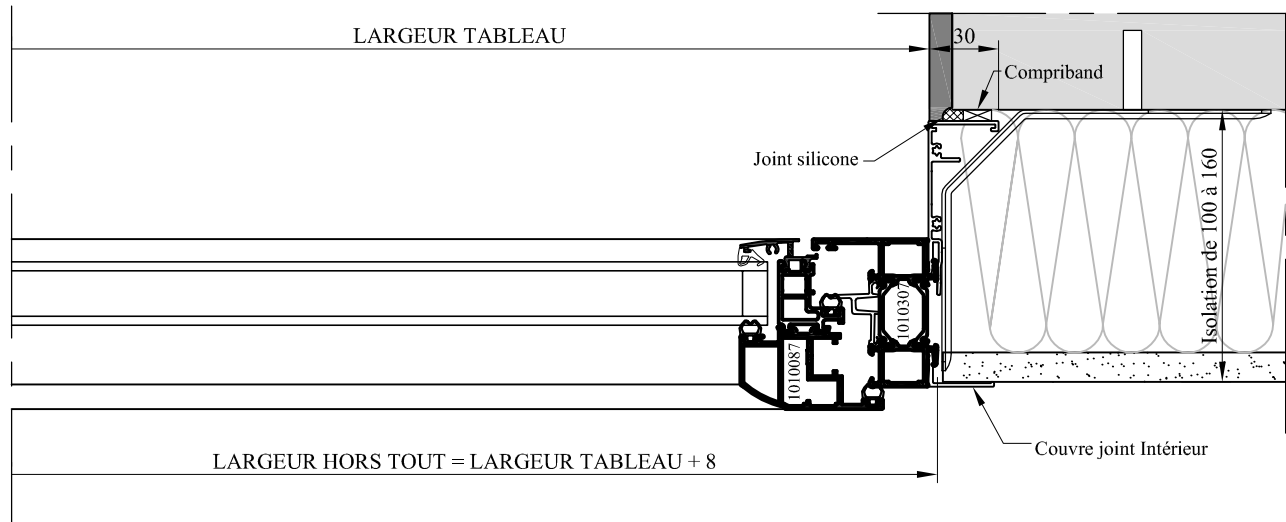 LARGEUR TABLEAU
30
Compriband
Joint silicone
Isolation de 100 à 160
1010307
1010087
Couvre joint Intérieur
LARGEUR HORS TOUT = LARGEUR TABLEAU + 8